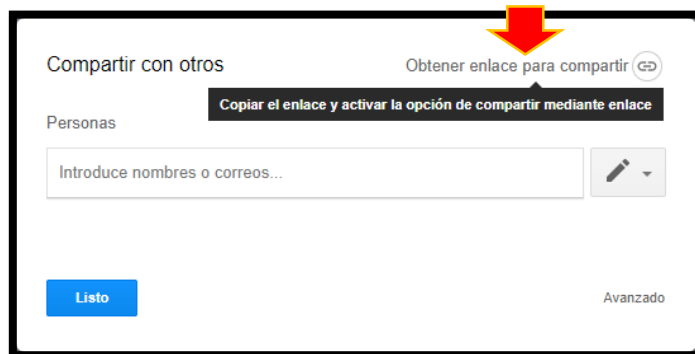 Compartir con otros
Obtener enlace para compartir
Copiar el enlace y activar la opción de compartir mediante enlace
Personas
Introduce nombres o correos...
Listo
Avanzado